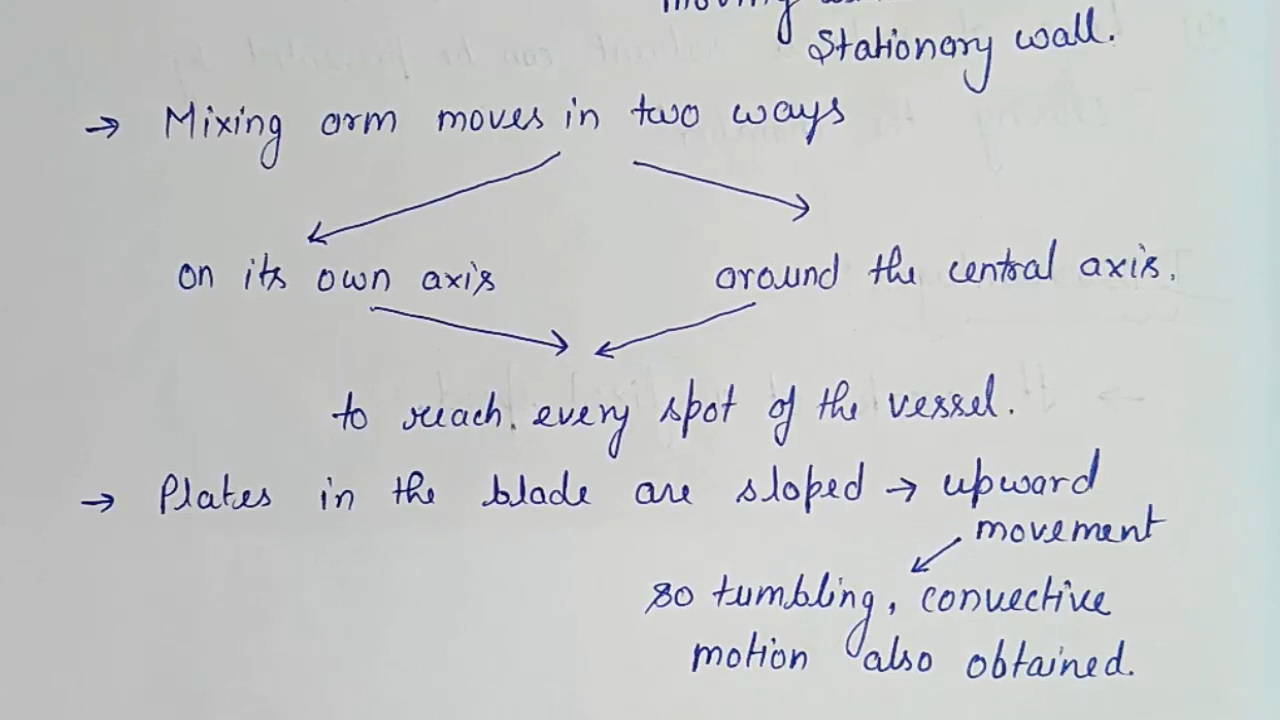 moving
Stationary wall.
→ Mixing arm moves in two ways
on its own axis
around the central axis.
to reach every spot of the vessel.
→ Plates in the blade are sloped → upward
movement
so tumbling, convective
motion also obtained.